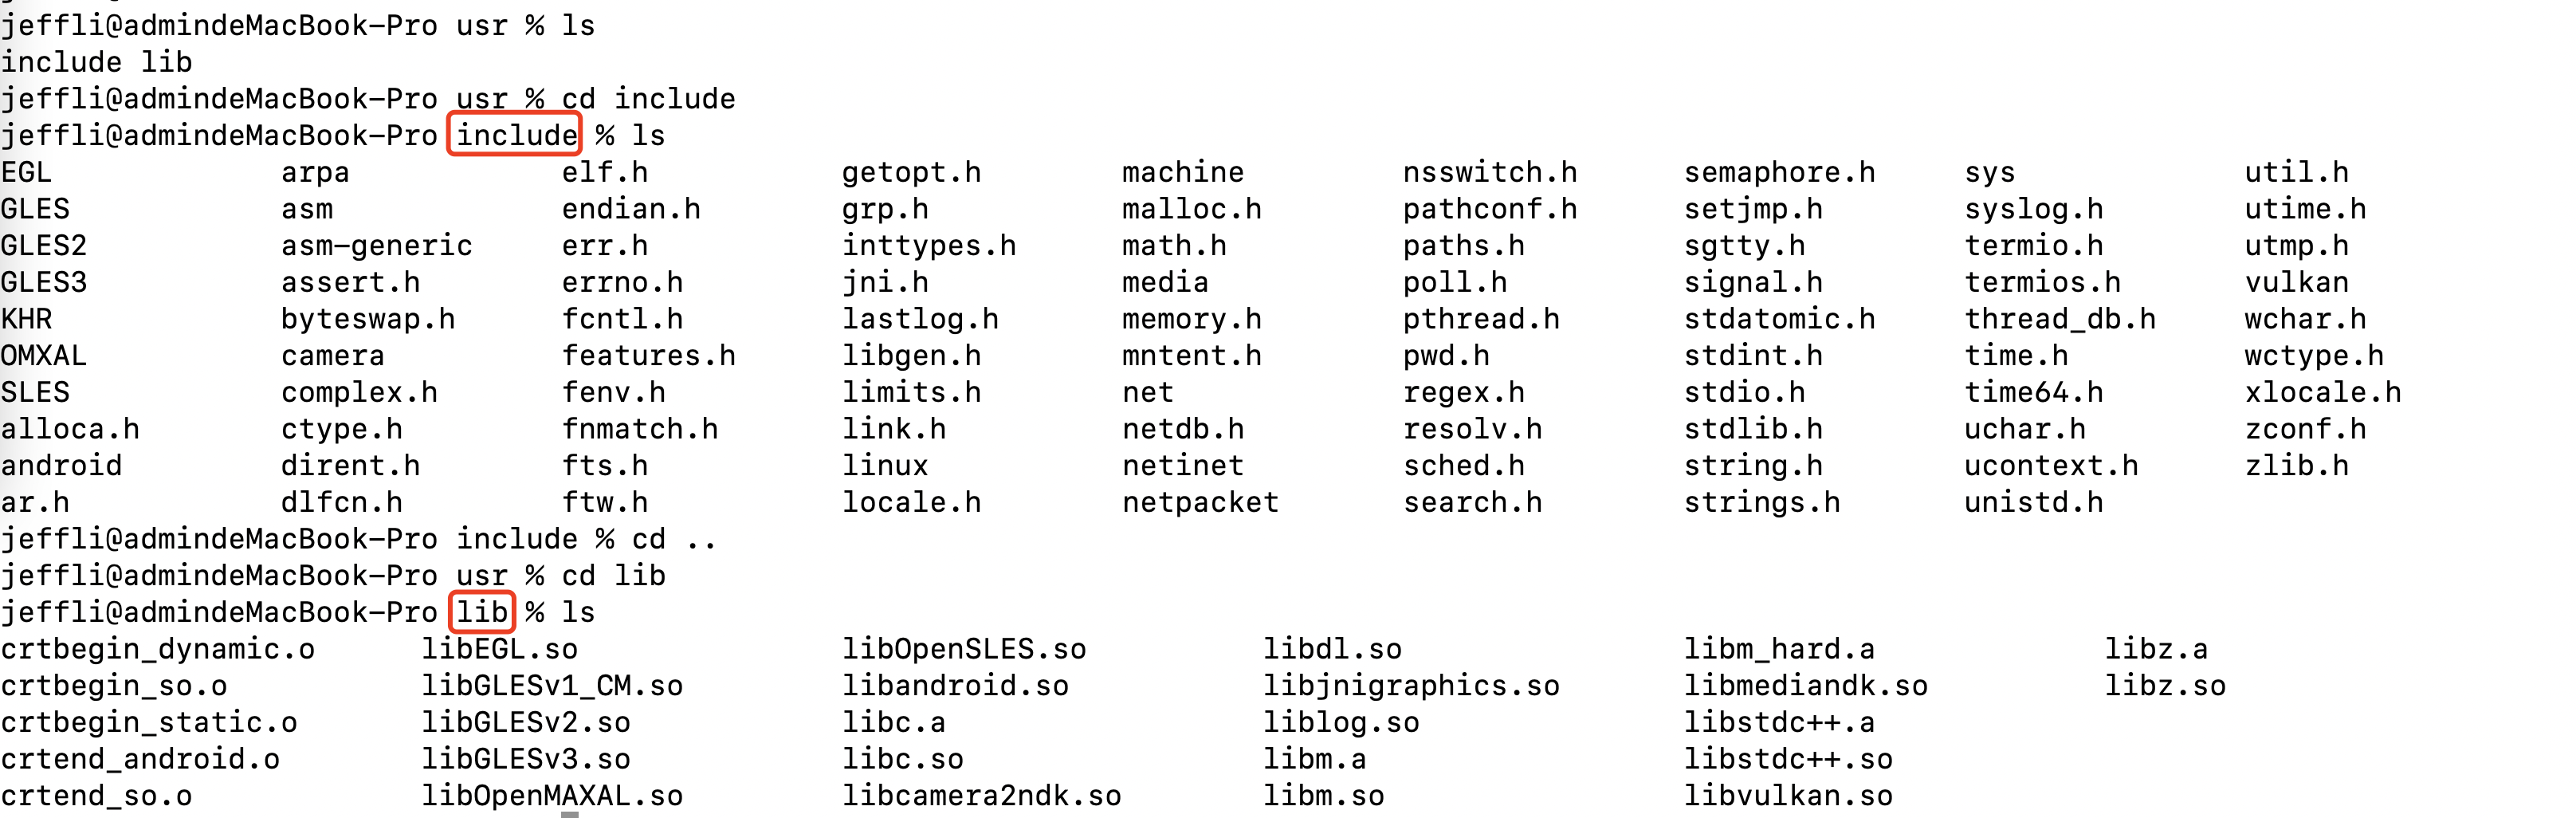 jeffli@admindeMacBook-Pro usr % ls
include lib
jeffli@admindeMacBook-Pro usr % cd include
jeffli@admindeMacBook-Pro include % ls
EGL arpa elf.h getopt.h machine nsswitch.h semaphore.h sys util.h
GLES asm endian.h grp.h malloc.h pathconf.h setjmp.h syslog.h utime.h
GLES2 asm-generic err.h inttypes.h math.h paths.h sgtty.h termio.h utmp.h
GLES3 assert.h errno.h jni.h media poll.h signal.h termios.h vulkan
KHR byteswap.h fcntl.h lastlog.h memory.h pthread.h stdatomic.h thread_db.h wchar.h
OMXAL camera features.h libgen.h mntent.h pwd.h stdint.h time.h wctype.h
SLES complex.h fenv.h limits.h net regex.h stdio.h time64.h xlocale.h
alloca.h ctype.h fnmatch.h link.h netdb.h resolv.h stdlib.h uchar.h zconf.h
android dirent.h fts.h linux netinet sched.h string.h ucontext.h zlib.h
ar.h dlfcn.h ftw.h locale.h netpacket search.h strings.h unistd.h
jeffli@admindeMacBook-Pro include % cd ..
jeffli@admindeMacBook-Pro usr % cd lib
jeffli@admindeMacBook-Pro lib % ls
crtbegin_dynamic.o libEGL.so libOpenSLES.so libdl.so libm_hard.a libz.a
crtbegin_so.o libGLESv1_CM.so libandroid.so libjnigraphics.so libmediandk.so libz.so
crtbegin_static.o libGLESv2.so libc.a liblog.so libstdc++.a
crtend_android.o libGLESv3.so libc.so libm.a libstdc++.so
crtend_so.o libOpenMAXAL.so libcamera2ndk.so libm.so libvulkan.so